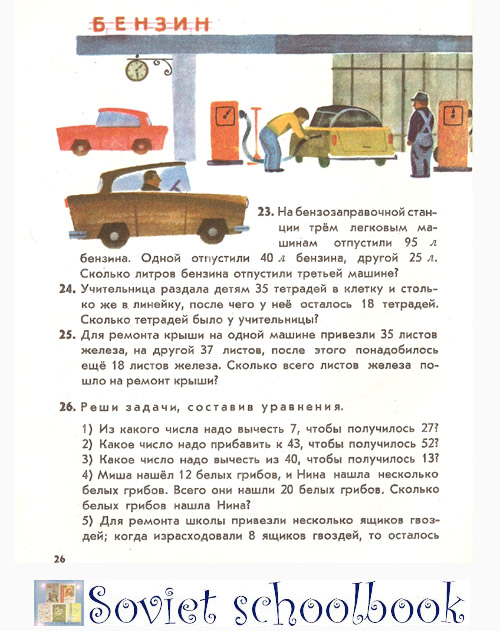 БЕНЗИН
23. На бензозаправочной стан-
ции трём легковым ма-
шинам отпустили 95 л
бензина. Одной отпустили 40 л бензина, другой 25 л.
Сколько литров бензина отпустили третьей машине?
24. Учительница раздала детям 35 тетрадей в клетку и столь-
ко же в линейку, после чего у неё осталось 18 тетрадей.
Сколько тетрадей было у учительницы?
25. Для ремонта крыши на одной машине привезли 35 листов
железа, на другой 37 листов, после этого понадобилось
ещё 18 листов железа. Сколько всего листов железа по-
шло на ремонт крыши?
26. Реши задачи, составив уравнения.
1) Из какого числа надо вычесть 7, чтобы получилось 27?
2) Какое число надо прибавить к 43, чтобы получилось 52?
3) Какое число надо вычесть из 40, чтобы получилось 13?
4) Миша нашёл 12 белых грибов, и Нина нашла несколько
белых грибов. Всего они нашли 20 белых грибов. Сколько
белых грибов нашла Нина?
5) Для ремонта школы привезли несколько ящиков гвоз-
дей; когда израсходовали 8 ящиков гвоздей, то осталось
26
Soviet schoolbook